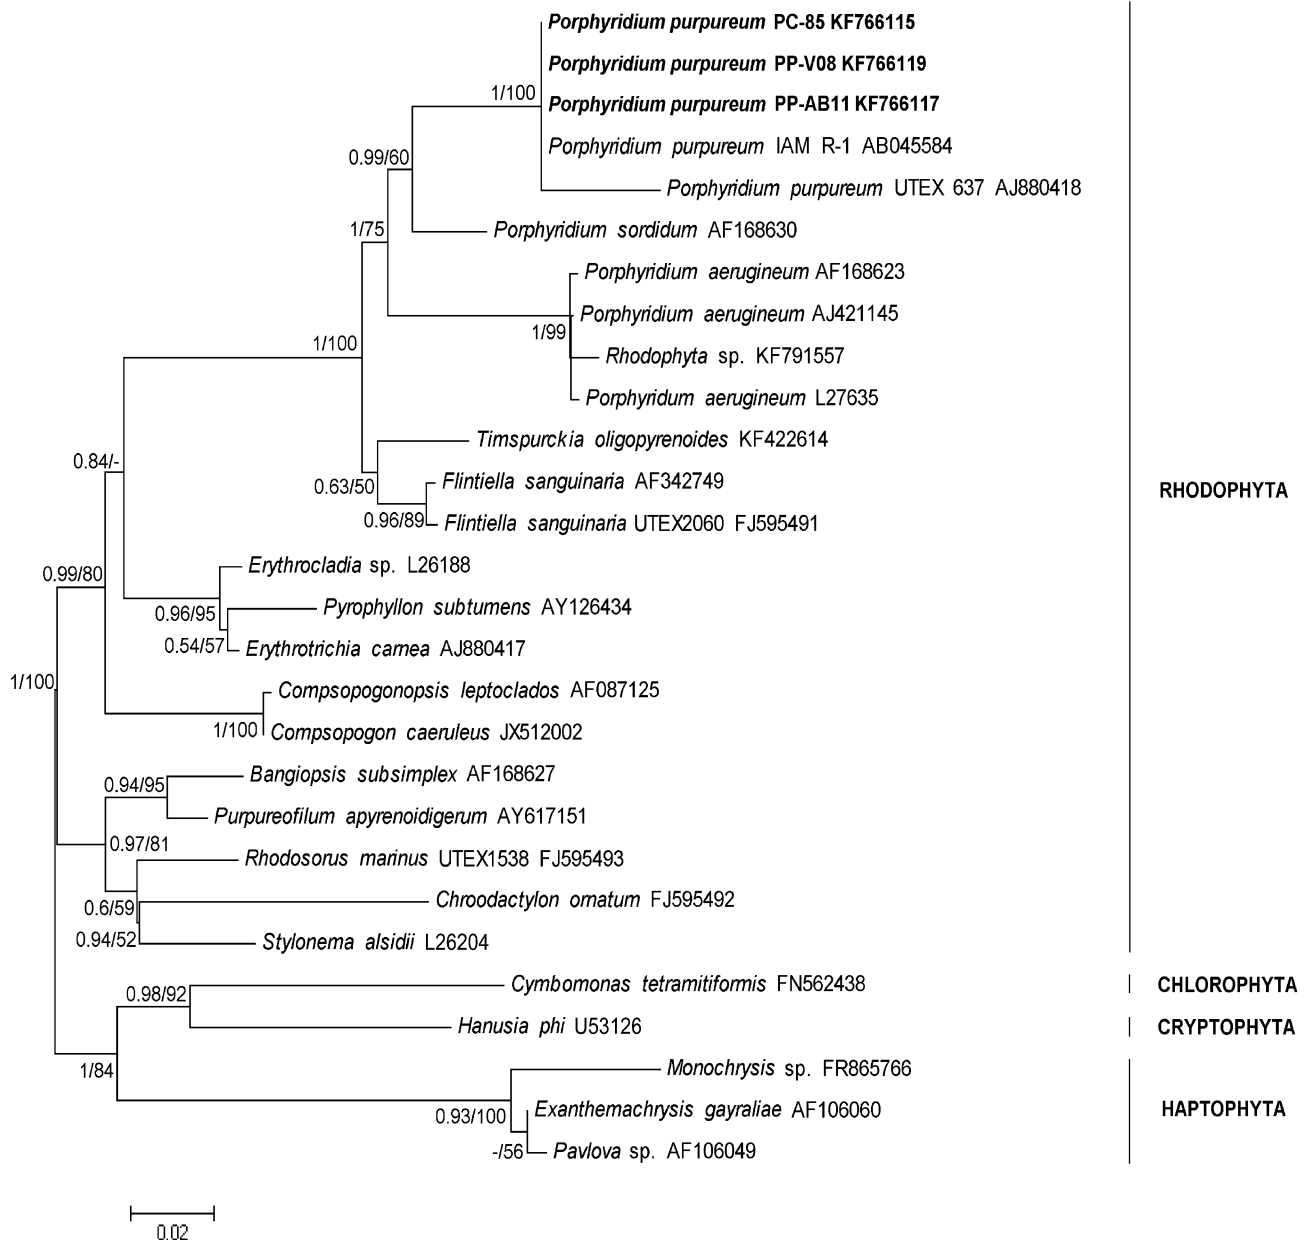 Porphyridium purpureum PC-85 KF766115
Porphyridium purpureum PP-V08 KF766119
1/100
Porphyridium purpureum PP-AB11 KF766117
Porphyridium purpureum IAM R-1 AB045584
0.99/60
Porphyridium purpureum UTEX 637 AJ880418
1/75
Porphyridium sordidum AF168630
Porphyridium aerugineum AF168623
Porphyridium aerugineum AJ421145
1/99
1/100
Rhodophyta sp. KF791557
Porphyridum aerugineum L27635
Timspurckia oligopyrenoides KF422614
0.84/-
Flintiella sanguinaria AF342749
0.63/50
RHODOPHYTA
0.96/89
Flintiella sanguinaria UTEX2060 FJ595491
Erythrocladia sp. L26188
0.99/80
0.96/95
Pyrophyllon subtumens AY126434
0.54/57
Erythrotrichia carnea AJ880417
1/100
Compsopogonopsis leptoclados AF087125
1/100
Compsopogon caeruleus JX512002
Bangiopsis subsimplex AF168627
0.94/95
Purpureofilum apyrenoidigerum AY617151
0.97/81
Rhodosorus marinus UTEX1538 FJ595493
Chroodactylon ornatum FJ595492
0.6/59
0.94/52
Stylonema alsidii L26204
Cymbomonas tetramitiformis FN562438
CHLOROPHYTA
0.98/92
Hanusia phi U53126
CRYPTOPHYTA
1/84
Monochrysis sp. FR865766
Exanthemachrysis gayraliae AF106060
HAPTOPHYTA
0.93/100
-/56
Pavlova sp. AF106049
0.02